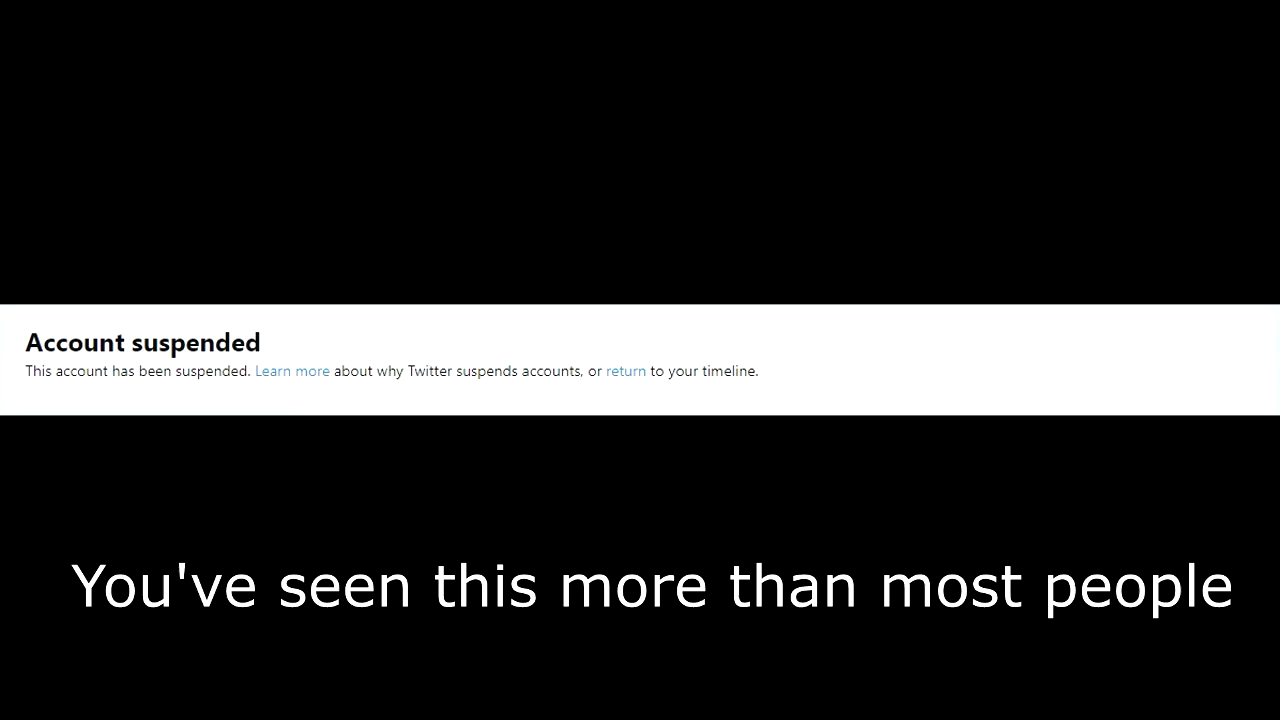 Account suspended
This account has been suspended. Learn more about why Twitter suspends accounts, or return to your timeline.
You've seen this more than most people